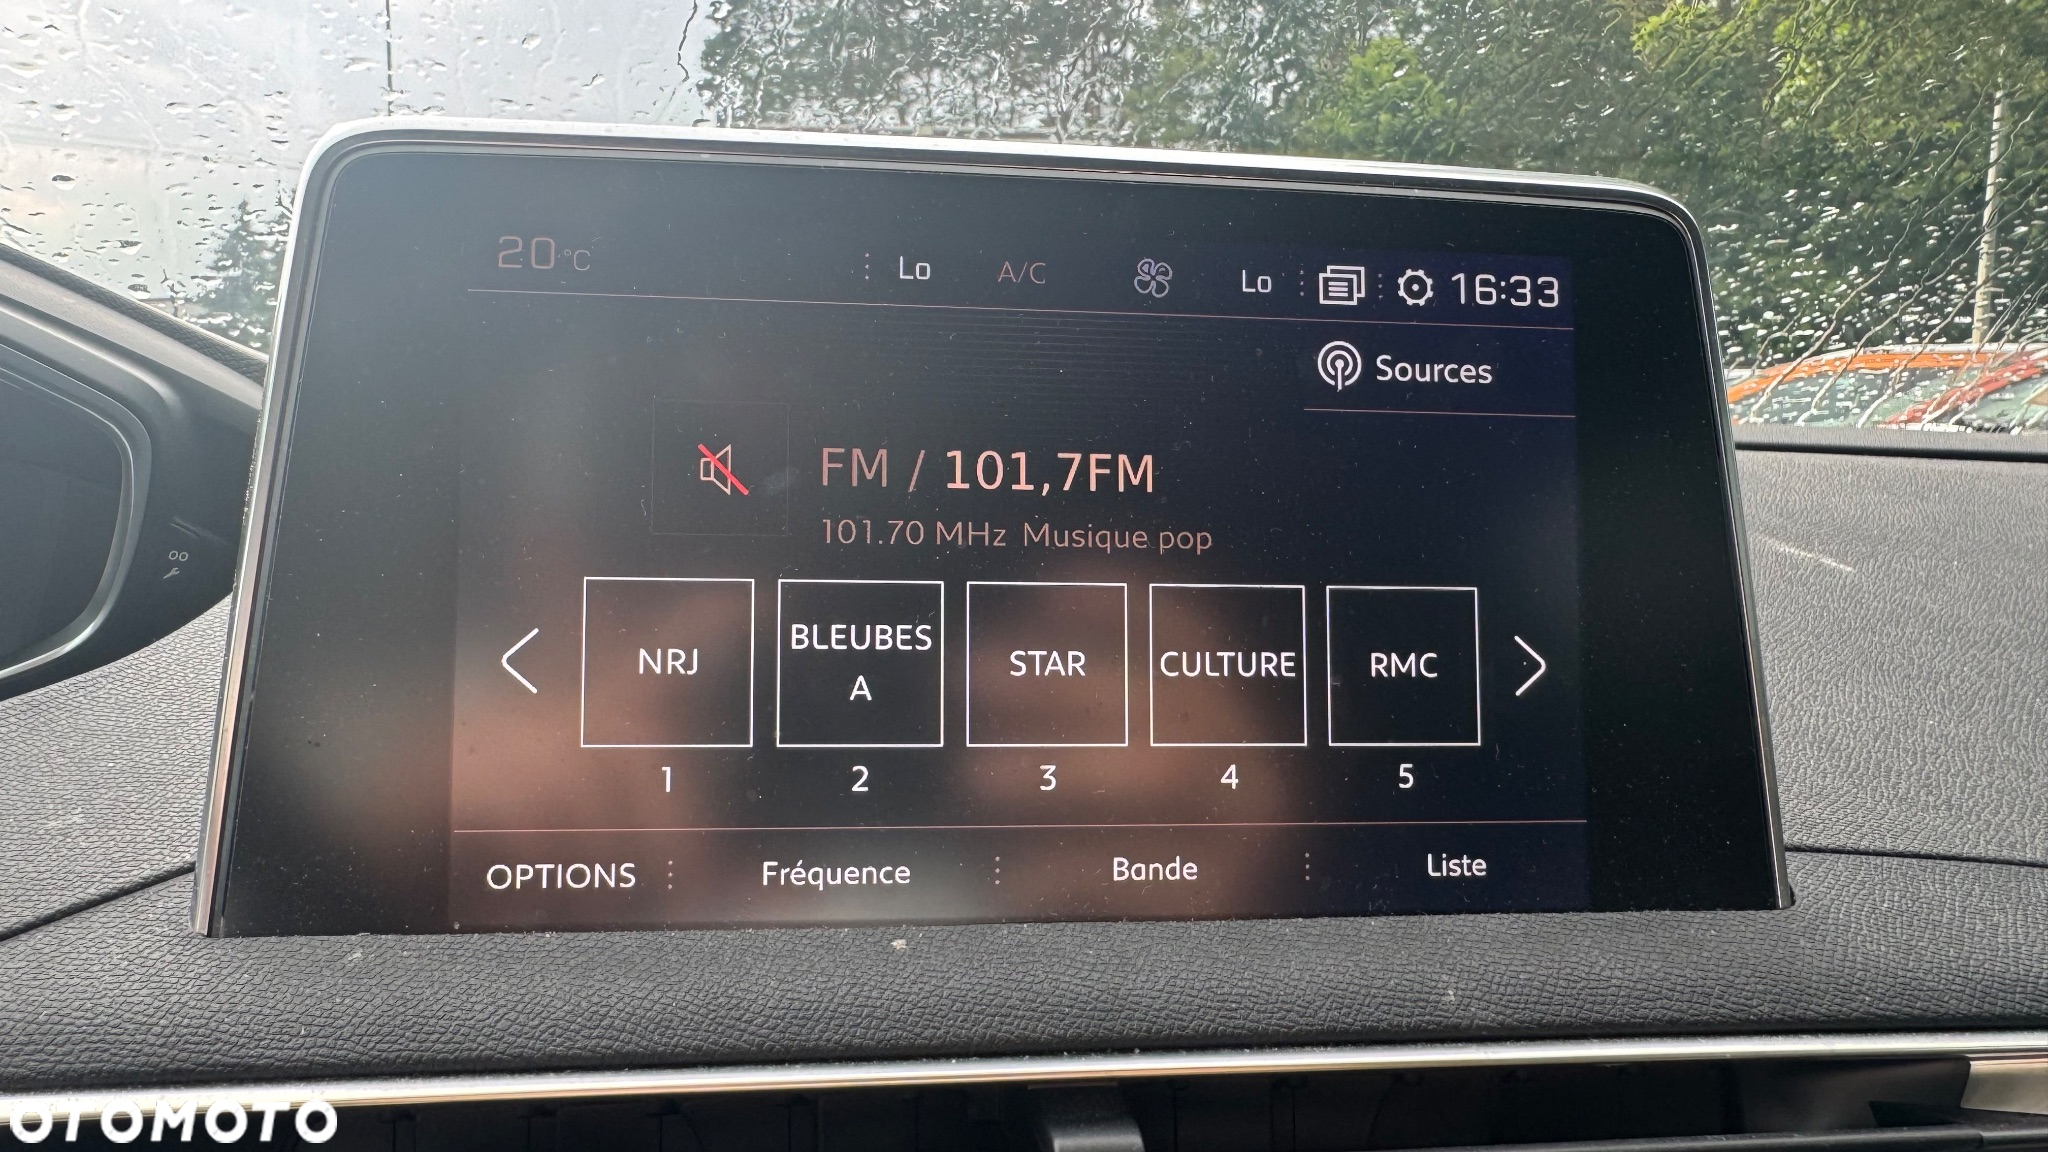 20 °C Lo A/C Lo 16:33
Sources
FM / 101,7FM
101.70 MHz Musique pop
NRJ
BLEUBES
A
STAR
CULTURE
RMC
1 2 3 4 5
OPTIONS Fréquence Bande Liste
OTOMOTO